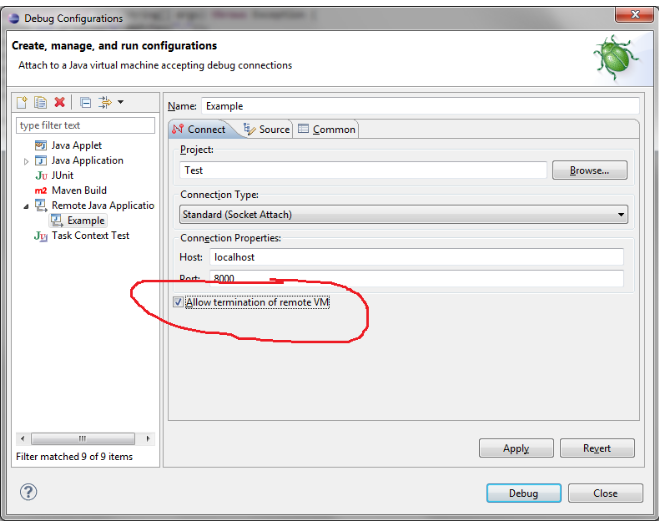 Debug Configurations
Create, manage, and run configurations
Attach to a Java virtual machine accepting debug connections
type filter text
Java Applet
Java Application
Ju JUnit
m2 Maven Build
Remote Java Applicatio
Example
Task Context Test
Filter matched 9 of 9 items
Name: Example
Connect Source Common
Project:
Test
Browse...
Connection Type:
Standard (Socket Attach)
Connection Properties:
Host: localhost
Port: 8000
Allow termination of remote VM
Apply Revert
Debug Close